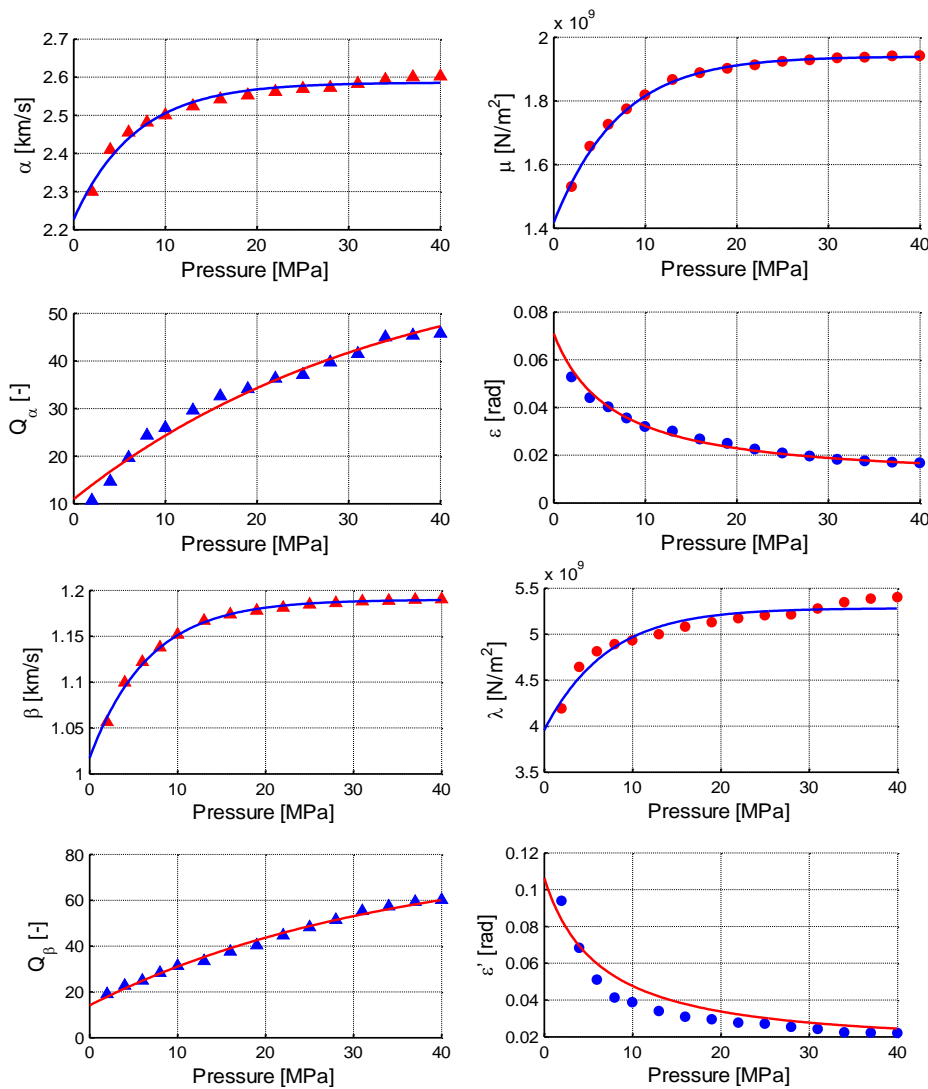 2.7
2.6
2.5
2.4
2.3
2.2
α [km/s]
0 10 20 30 40
Pressure [MPa]
x 10^9
2
1.8
1.6
1.4
μ [N/m^2]
0 10 20 30 40
Pressure [MPa]
50
40
30
20
10
Q_α [-]
0 10 20 30 40
Pressure [MPa]
0.08
0.06
0.04
0.02
0
ε [rad]
0 10 20 30 40
Pressure [MPa]
1.2
1.15
1.1
1.05
1
β [km/s]
0 10 20 30 40
Pressure [MPa]
x 10^9
5.5
5
4.5
4
3.5
λ [N/m^2]
0 10 20 30 40
Pressure [MPa]
80
60
40
20
0
Q_β [-]
0 10 20 30 40
Pressure [MPa]
0.12
0.1
0.08
0.06
0.04
0.02
ε' [rad]
0 10 20 30 40
Pressure [MPa]